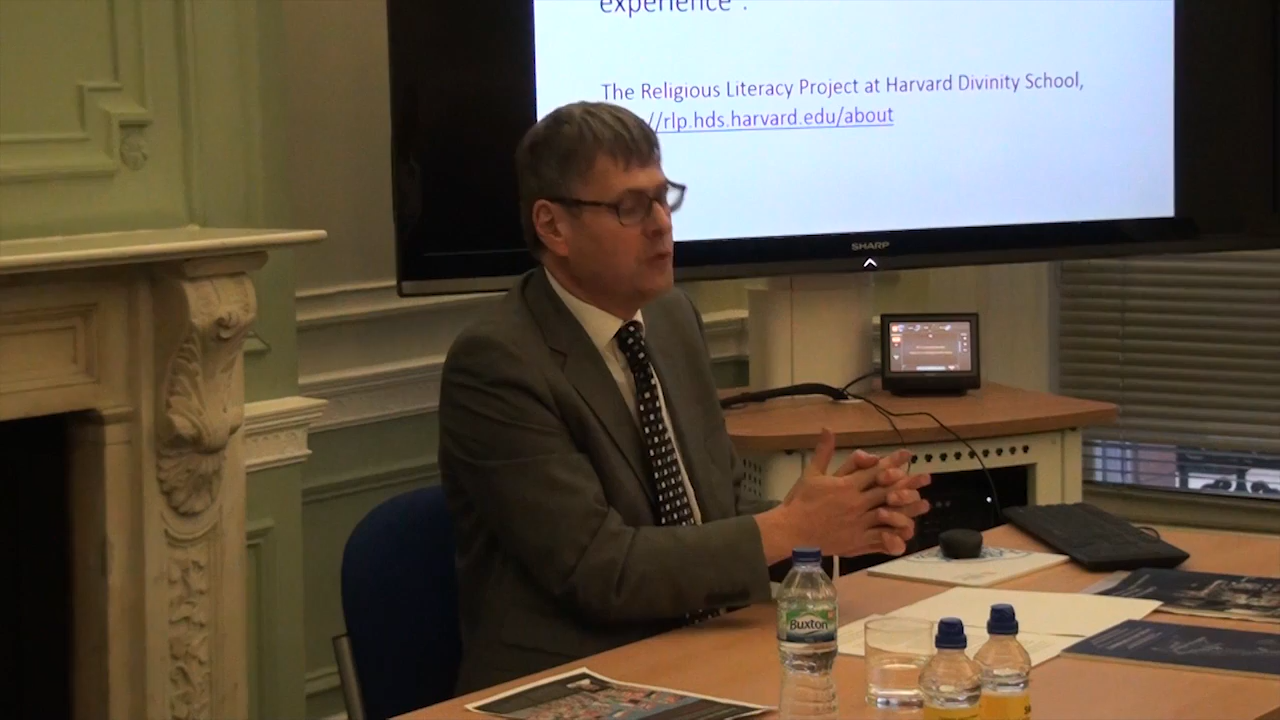 experience".
The Religious Literacy Project at Harvard Divinity School,
//rlp.hds.harvard.edu/about
SHARP
Buxton